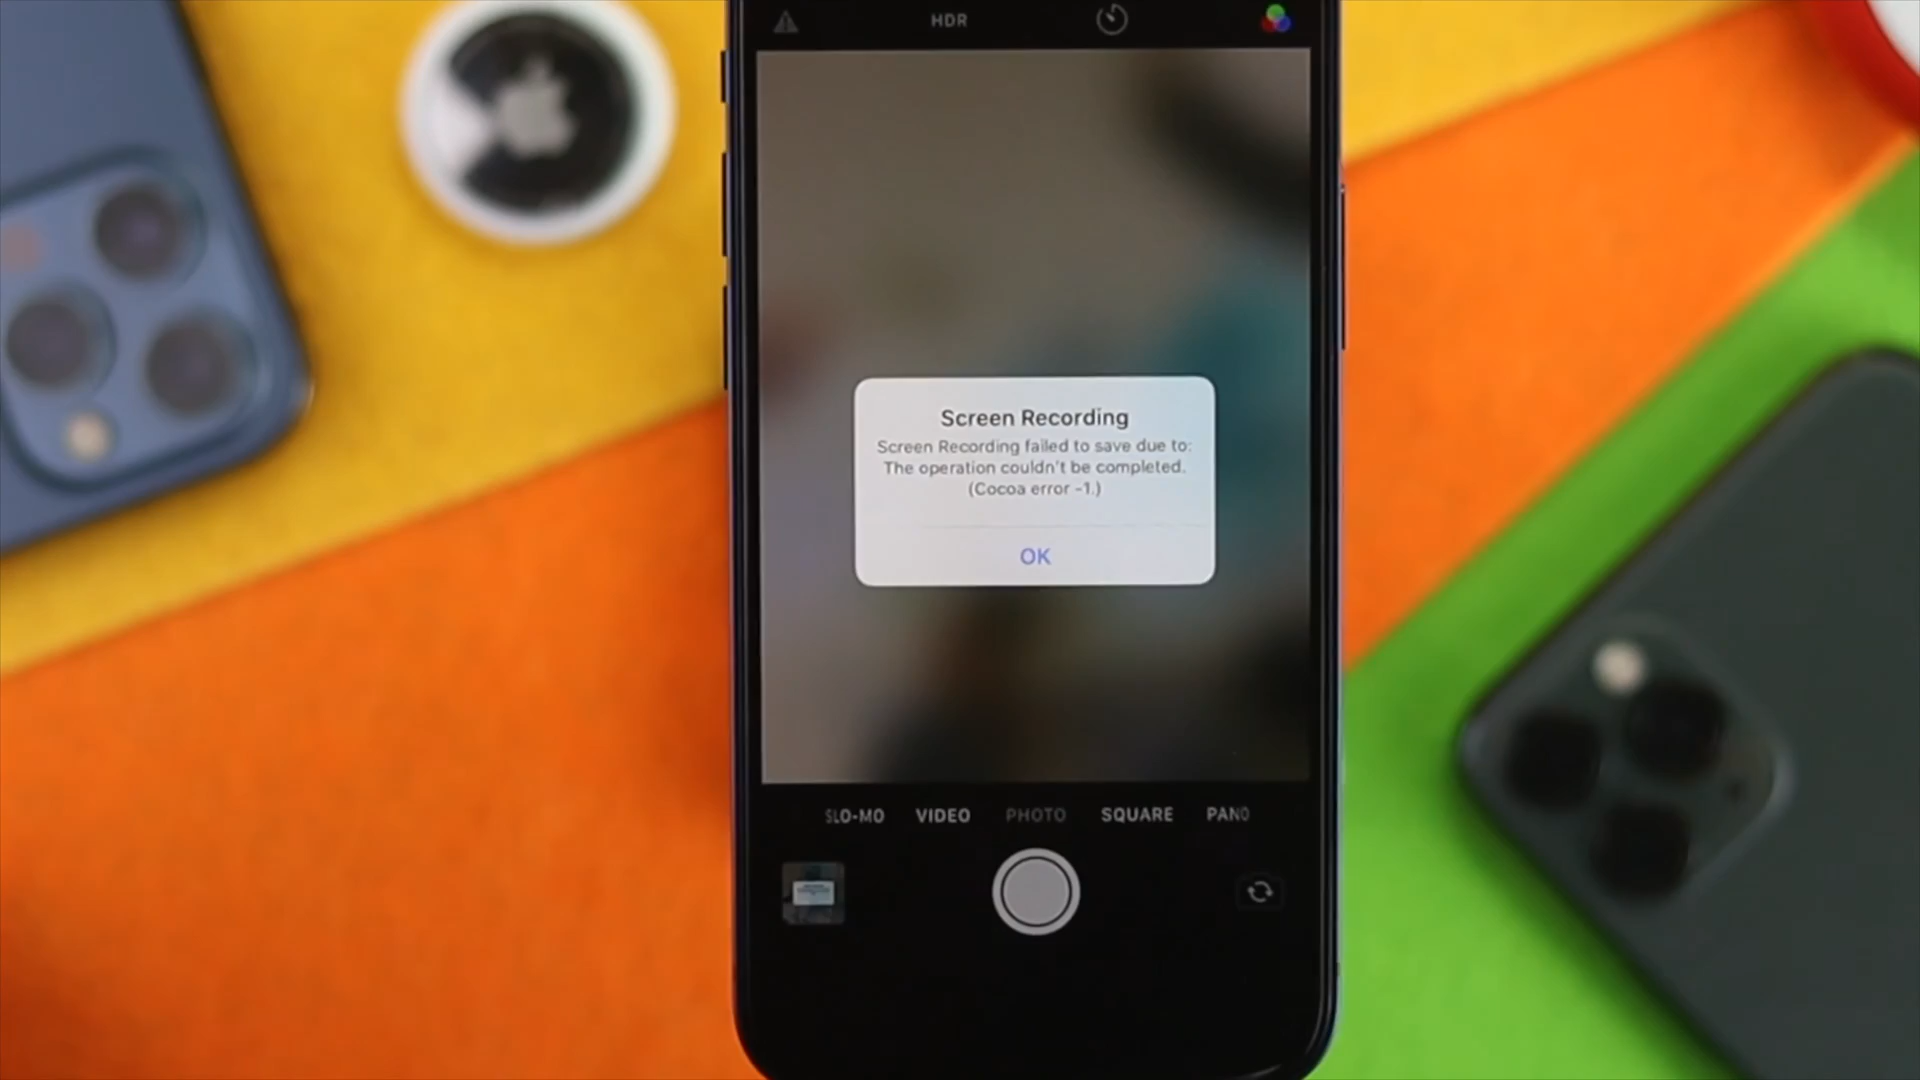 HDR
Screen Recording
Screen Recording failed to save due to:
The operation couldn't be completed.
(Cocoa error -1.)
OK
SLO-MO VIDEO PHOTO SQUARE PANO